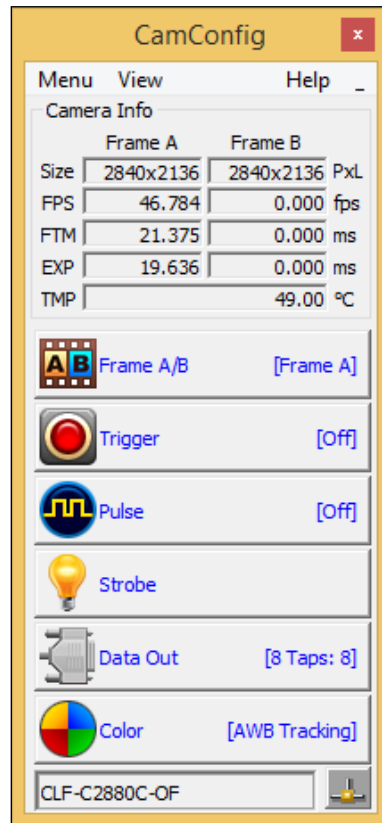 CamConfig x
Menu View Help _
Camera Info
Frame A Frame B
Size 2840x2136 2840x2136 PxL
FPS 46.784 0.000 fps
FTM 21.375 0.000 ms
EXP 19.636 0.000 ms
TMP 49.00 ºC
A B Frame A/B [Frame A]
Trigger [Off]
Pulse [Off]
Strobe
Data Out [8 Taps: 8]
Color [AWB Tracking]
CLF-C2880C-OF